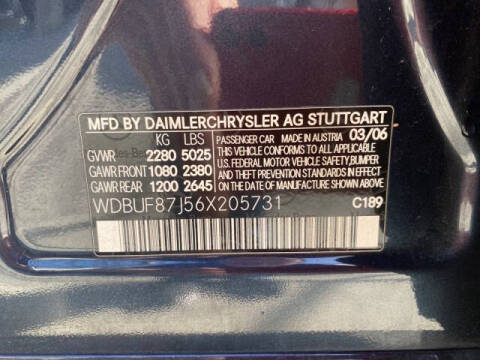 MFD BY DAIMLERCHRYSLER AG STUTTGART
KG LBS PASSENGER CAR MADE IN AUSTRIA 03/06
GVWR 2280 5025 THIS VEHICLE CONFORMS TO ALL APPLICABLE
GAWR FRONT 1080 2380 U.S. FEDERAL MOTOR VEHICLE SAFETY, BUMPER
GAWR REAR 1200 2645 AND THEFT PREVENTION STANDARDS IN EFFECT
ON THE DATE OF MANUFACTURE SHOWN ABOVE.
WDBUF87J56X205731 C189